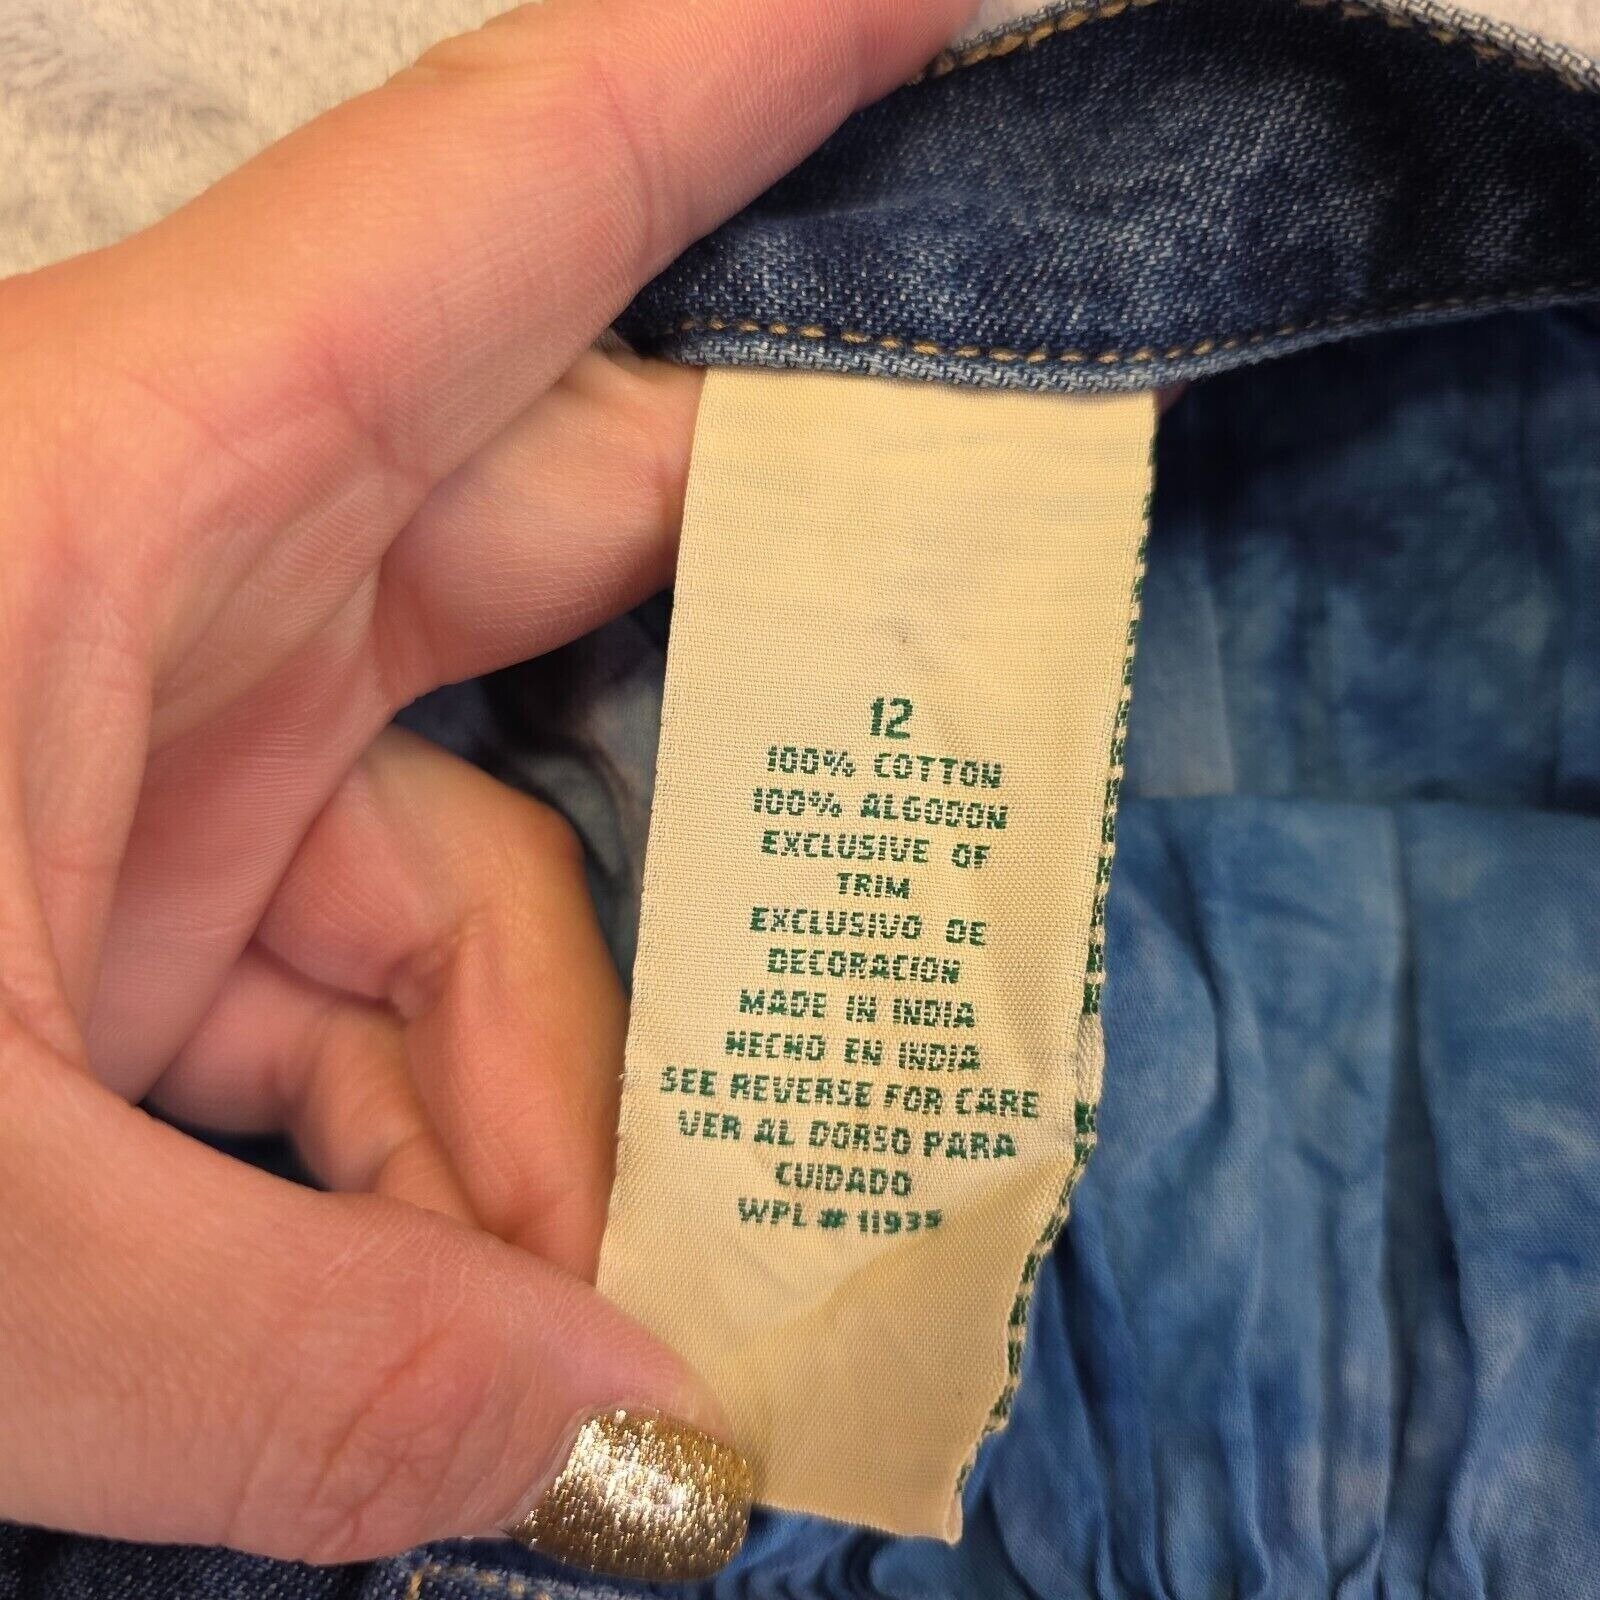 12
100% COTTON
100% ALGODON
EXCLUSIVE OF
TRIM
EXCLUSIVO DE
DECORACION
MADE IN INDIA
HECHO EN INDIA
SEE REVERSE FOR CARE
VER AL DORSO PARA
CUIDADO
WPL # 11935